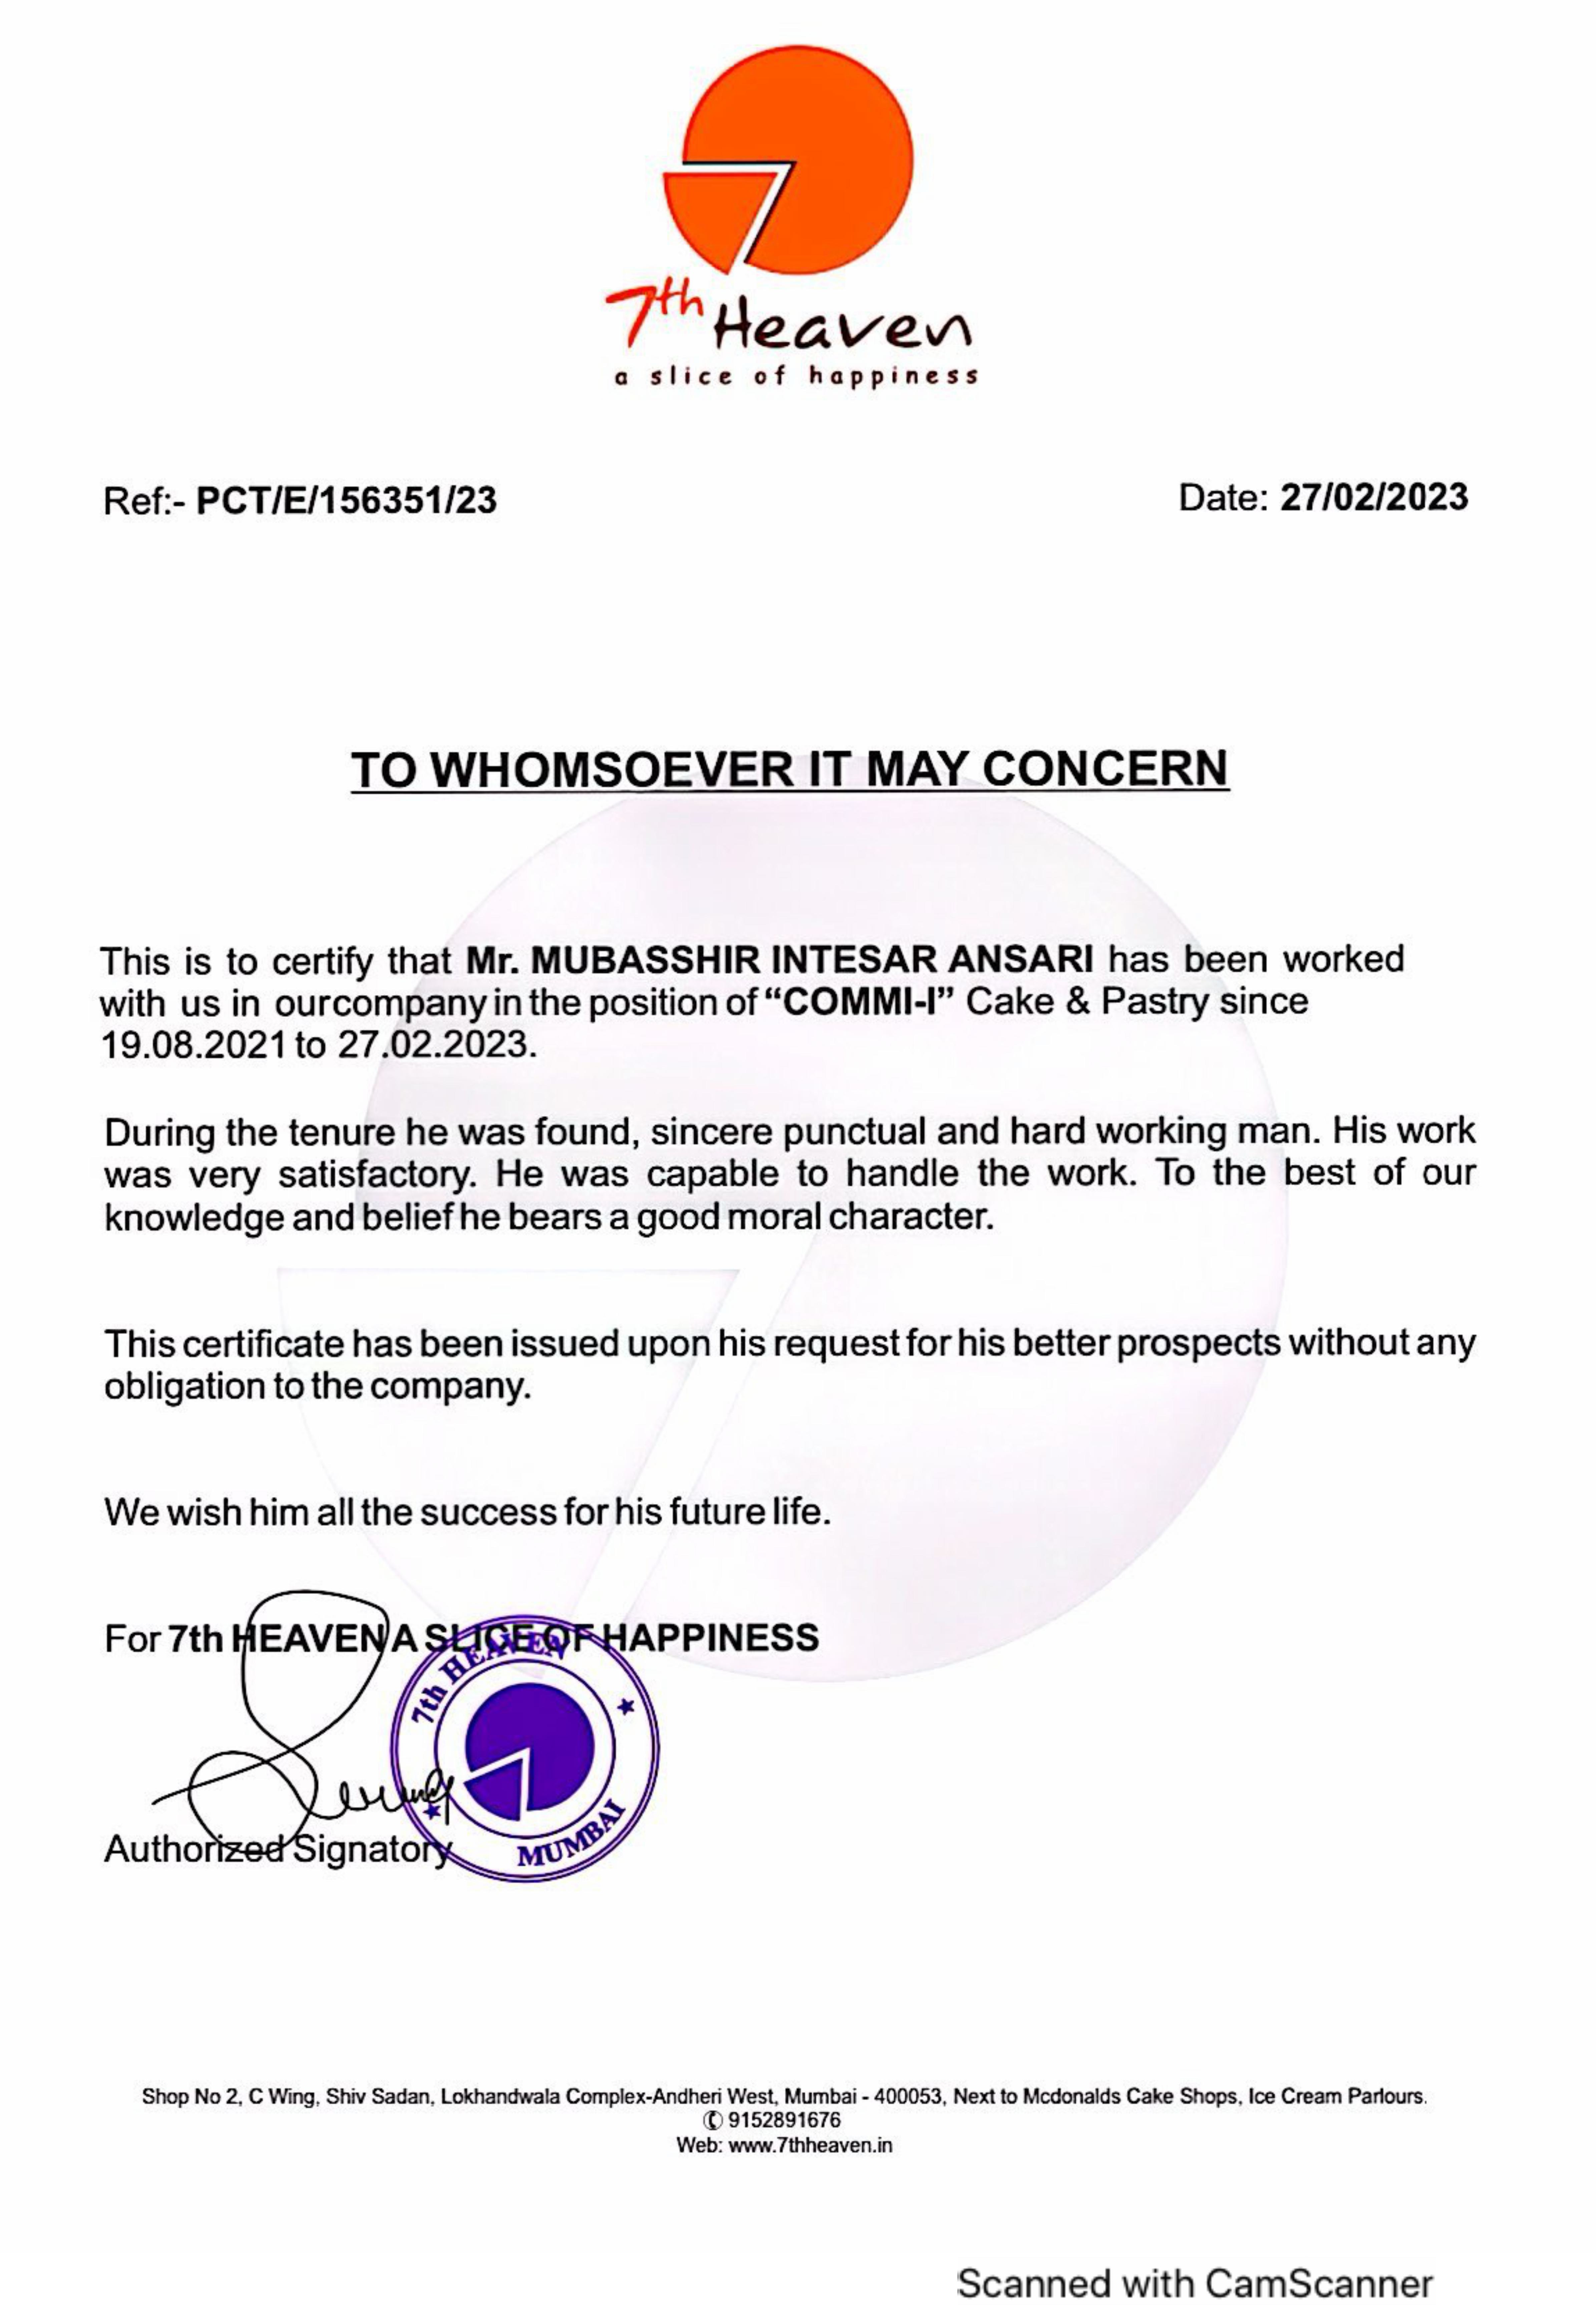 7th Heaven
a slice of happiness
Ref:- PCT/E/156351/23
Date: 27/02/2023
TO WHOMSOEVER IT MAY CONCERN
This is to certify that Mr. MUBASSHIR INTESAR ANSARI has been worked
with us in ourcompany in the position of “COMMI-I” Cake & Pastry since
19.08.2021 to 27.02.2023.
During the tenure he was found, sincere punctual and hard working man. His work
was very satisfactory. He was capable to handle the work. To the best of our
knowledge and belief he bears a good moral character.
This certificate has been issued upon his request for his better prospects without any
obligation to the company.
We wish him all the success for his future life.
For 7th HEAVEN A SLICE OF HAPPINESS
7th HEAVEN
MUMBAI
Authorized Signatory
Shop No 2, C Wing, Shiv Sadan, Lokhandwala Complex-Andheri West, Mumbai - 400053, Next to Mcdonalds Cake Shops, Ice Cream Parlours.
✆ 9152891676
Web: www.7thheaven.in
Scanned with CamScanner